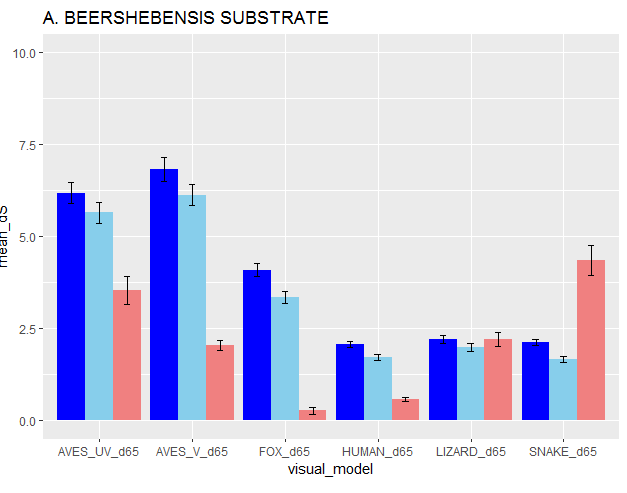 A. BEERSHEBENSIS SUBSTRATE
10.0
7.5
5.0
2.5
0.0
mean_dS
AVES_UV_d65 AVES_V_d65 FOX_d65 HUMAN_d65 LIZARD_d65 SNAKE_d65
visual_model